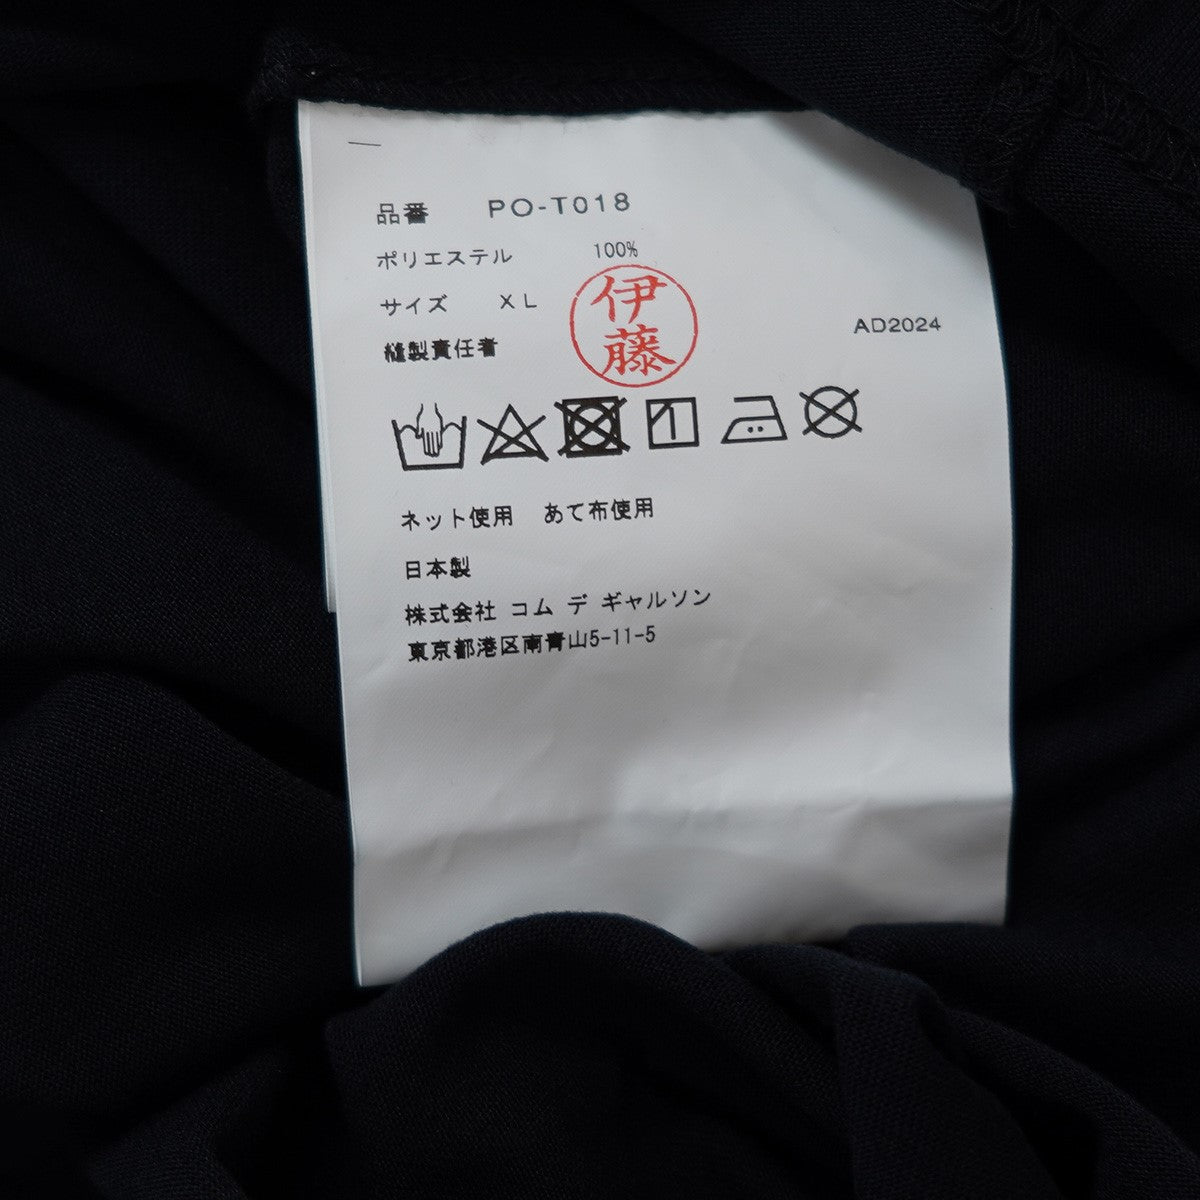 品番 PO-T018
ポリエステル 100%
サイズ XL
伊藤
AD2024
縫製責任者
ネット使用 あて布使用
日本製
株式会社 コム デ ギャルソン
東京都港区南青山5-11-5